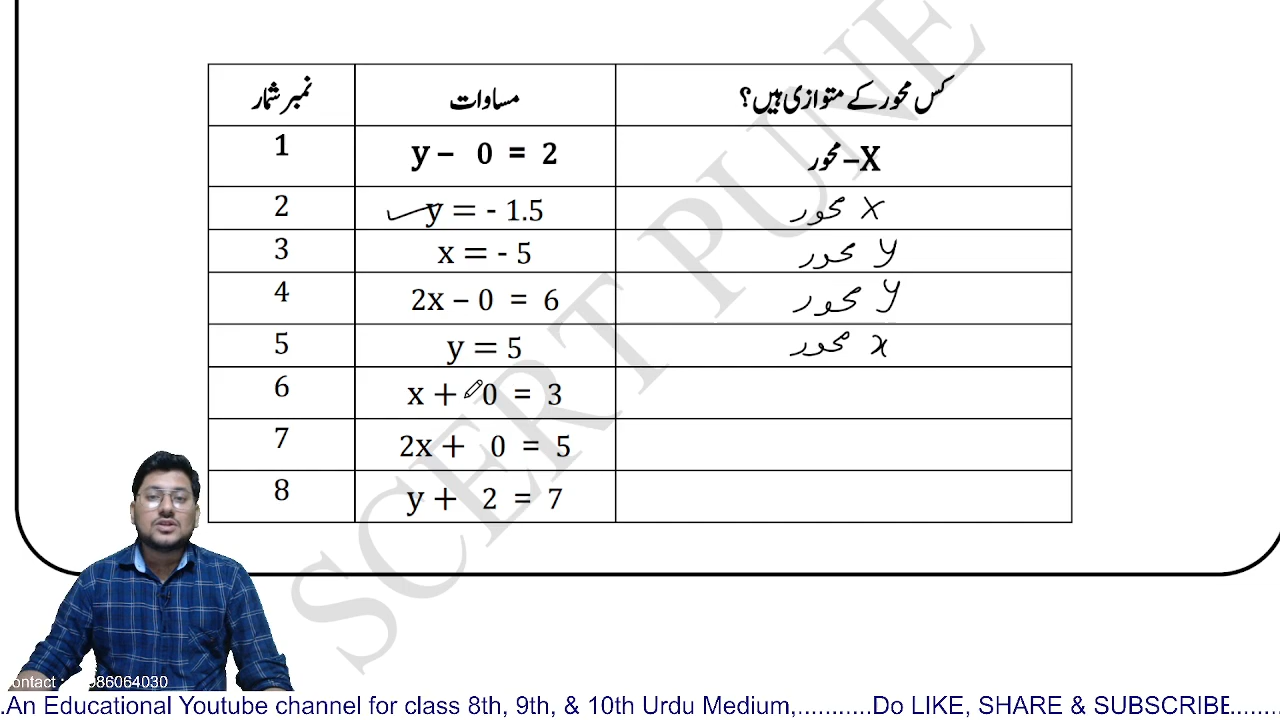 نمبر شمار مساوات کس محور کے متوازی ہیں؟
1 y – 0 = 2 X–محور
2 y = - 1.5 X محور
3 x = - 5 y محور
4 2x – 0 = 6 y محور
5 y = 5 x محور
6 x + 0 = 3
7 2x + 0 = 5
8 y + 2 = 7
SCERT PUNE
ontact : 986064030
.An Educational Youtube channel for class 8th, 9th, & 10th Urdu Medium,...........Do LIKE, SHARE & SUBSCRIBE........